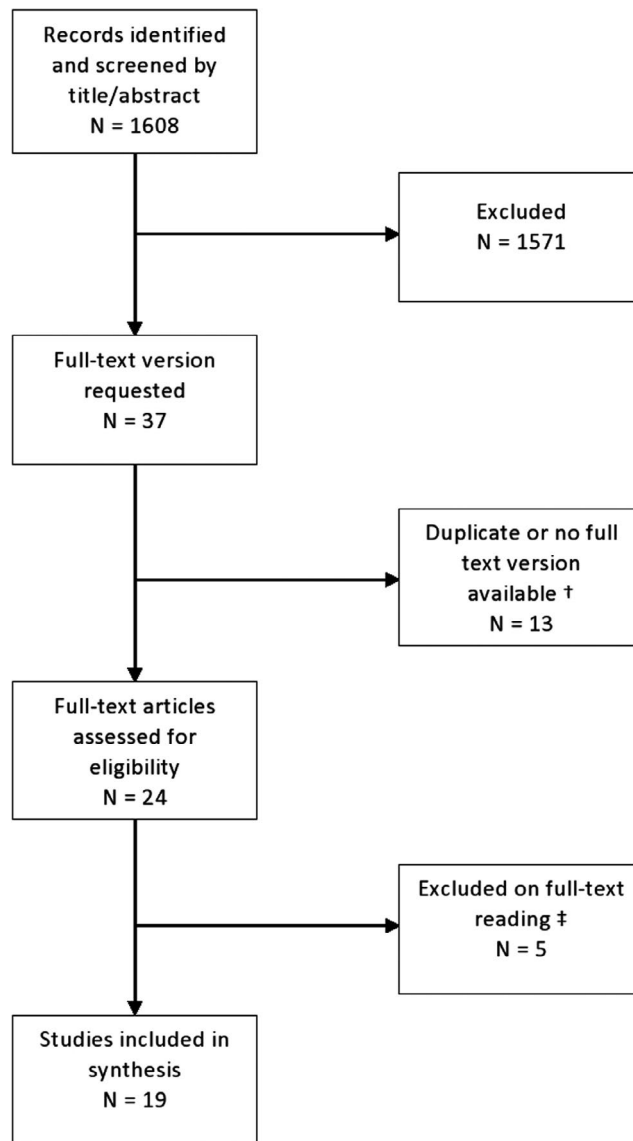 Records identified
and screened by
title/abstract
N = 1608
Excluded
N = 1571
Full-text version
requested
N = 37
Duplicate or no full
text version
available †
N = 13
Full-text articles
assessed for
eligibility
N = 24
Excluded on full-text
reading ‡
N = 5
Studies included in
synthesis
N = 19